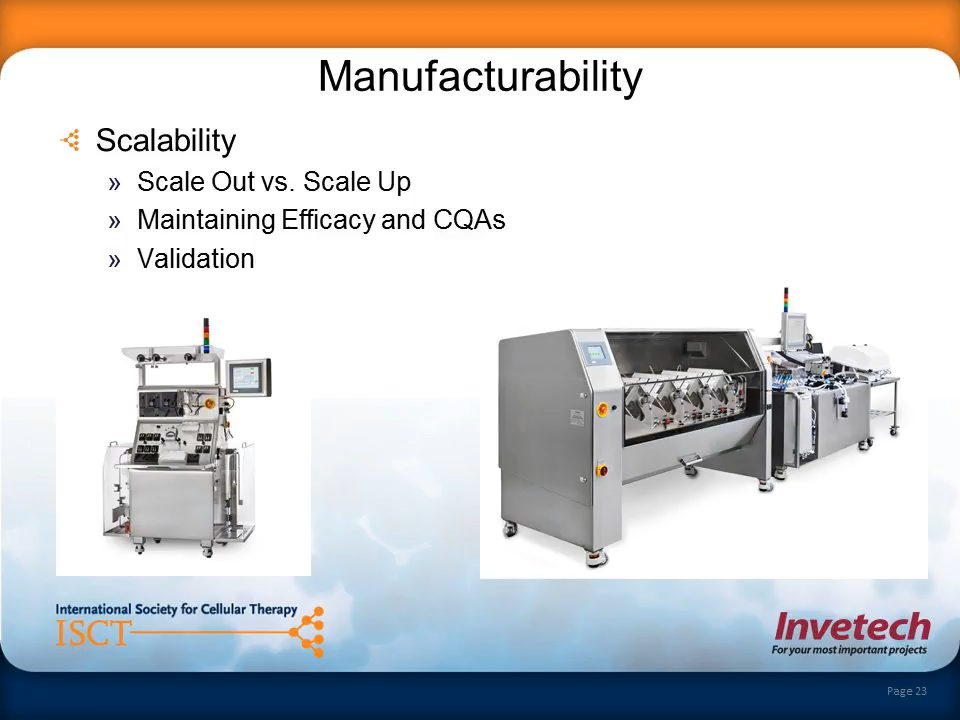 Manufacturability
Scalability
» Scale Out vs. Scale Up
» Maintaining Efficacy and CQAs
» Validation
International Society for Cellular Therapy
ISCT
Invetech
For your most important projects
Page 23